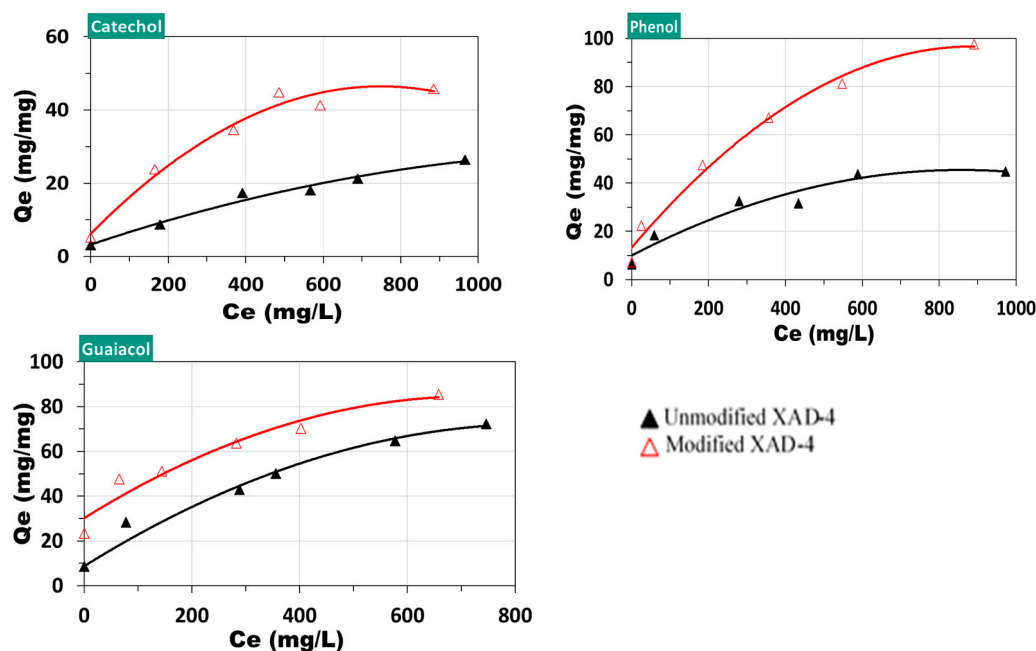 Catechol
60
40
20
0
Qe (mg/mg)
0 200 400 600 800 1000
Ce (mg/L)
Phenol
100
80
60
40
20
0
Qe (mg/mg)
0 200 400 600 800 1000
Ce (mg/L)
Guaiacol
100
80
60
40
20
0
Qe (mg/mg)
0 200 400 600 800
Ce (mg/L)
Unmodified XAD-4
Modified XAD-4